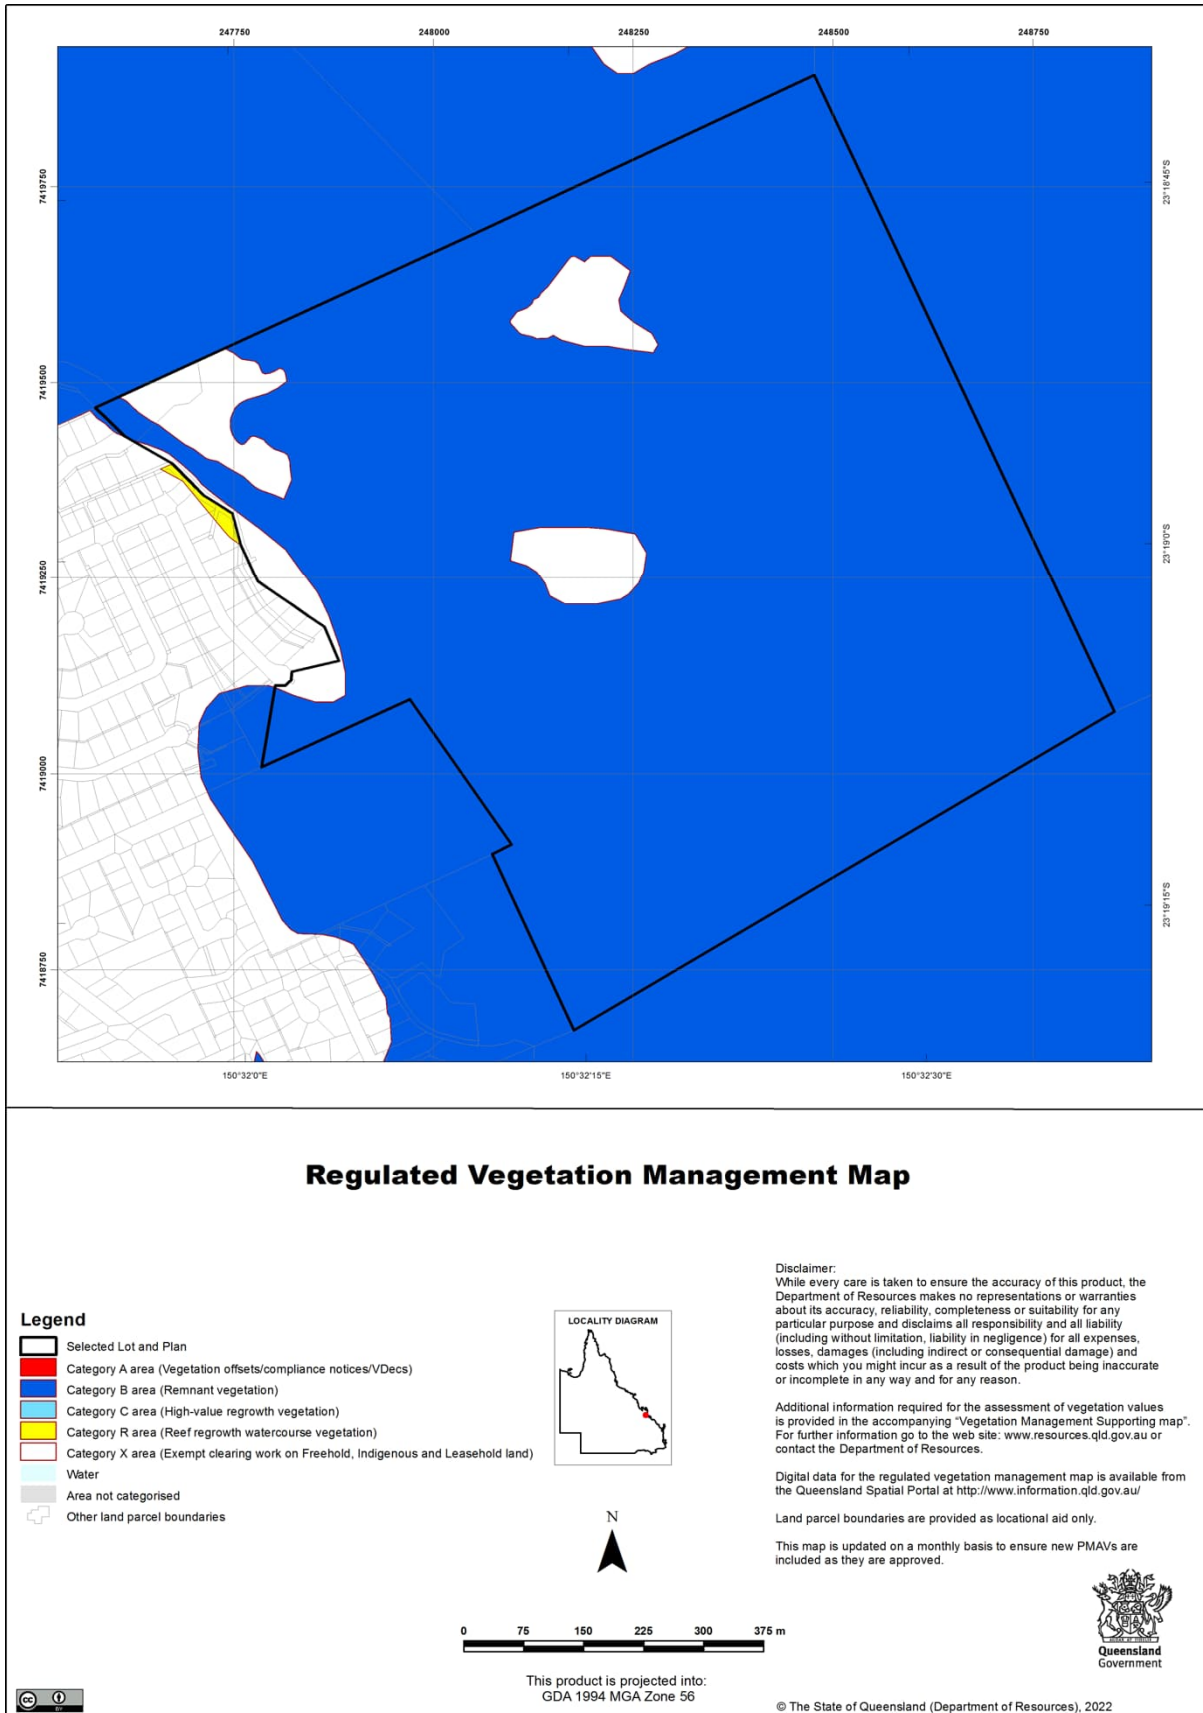 247750 248000 248250 248500 248750
7419750
7419500
7419250
7419000
7418750
23°18'45"S
23°19'0"S
23°19'15"S
150°32'0"E 150°32'15"E 150°32'30"E
Regulated Vegetation Management Map
Legend
Selected Lot and Plan
Category A area (Vegetation offsets/compliance notices/VDecs)
Category B area (Remnant vegetation)
Category C area (High-value regrowth vegetation)
Category R area (Reef regrowth watercourse vegetation)
Category X area (Exempt clearing work on Freehold, Indigenous and Leasehold land)
Water
Area not categorised
Other land parcel boundaries
LOCALITY DIAGRAM
N
0 75 150 225 300 375 m
This product is projected into:
GDA 1994 MGA Zone 56
Disclaimer:
While every care is taken to ensure the accuracy of this product, the
Department of Resources makes no representations or warranties
about its accuracy, reliability, completeness or suitability for any
particular purpose and disclaims all responsibility and all liability
(including without limitation, liability in negligence) for all expenses,
losses, damages (including indirect or consequential damage) and
costs which you might incur as a result of the product being inaccurate
or incomplete in any way and for any reason.
Additional information required for the assessment of vegetation values
is provided in the accompanying "Vegetation Management Supporting map".
For further information go to the web site: www.resources.qld.gov.au or
contact the Department of Resources.
Digital data for the regulated vegetation management map is available from
the Queensland Spatial Portal at http://www.information.qld.gov.au/
Land parcel boundaries are provided as locational aid only.
This map is updated on a monthly basis to ensure new PMAVs are
included as they are approved.
Queensland
Government
cc
BY
© The State of Queensland (Department of Resources), 2022